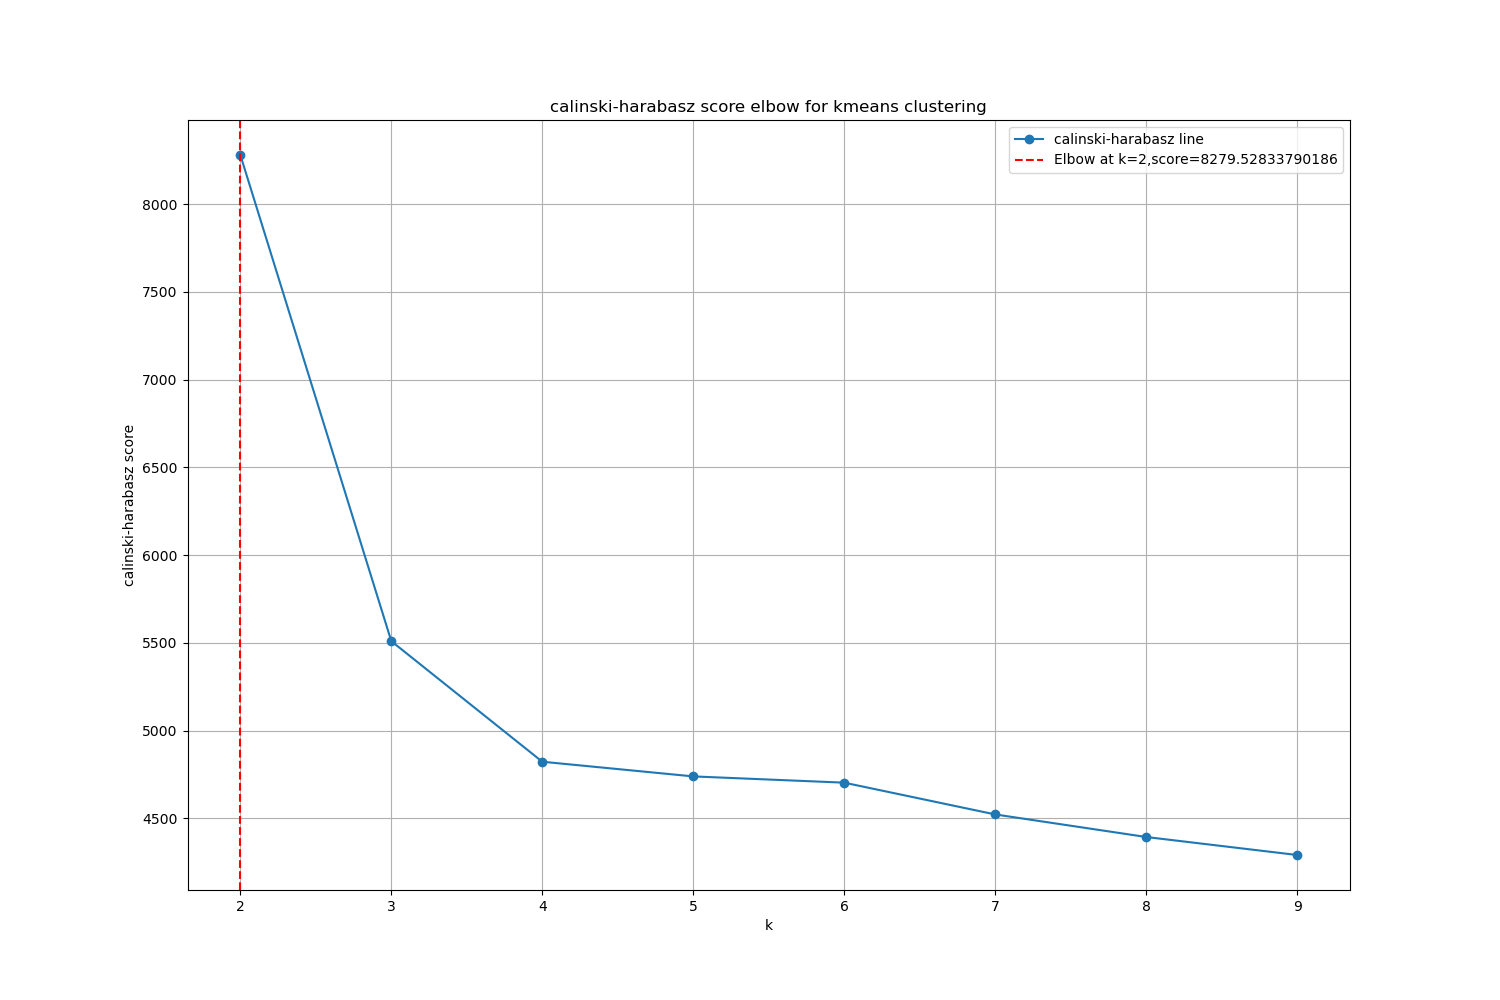 calinski-harabasz score elbow for kmeans clustering
calinski-harabasz line
Elbow at k=2,score=8279.52833790186
calinski-harabasz score
8000
7500
7000
6500
6000
5500
5000
4500
2 3 4 5 6 7 8 9
k